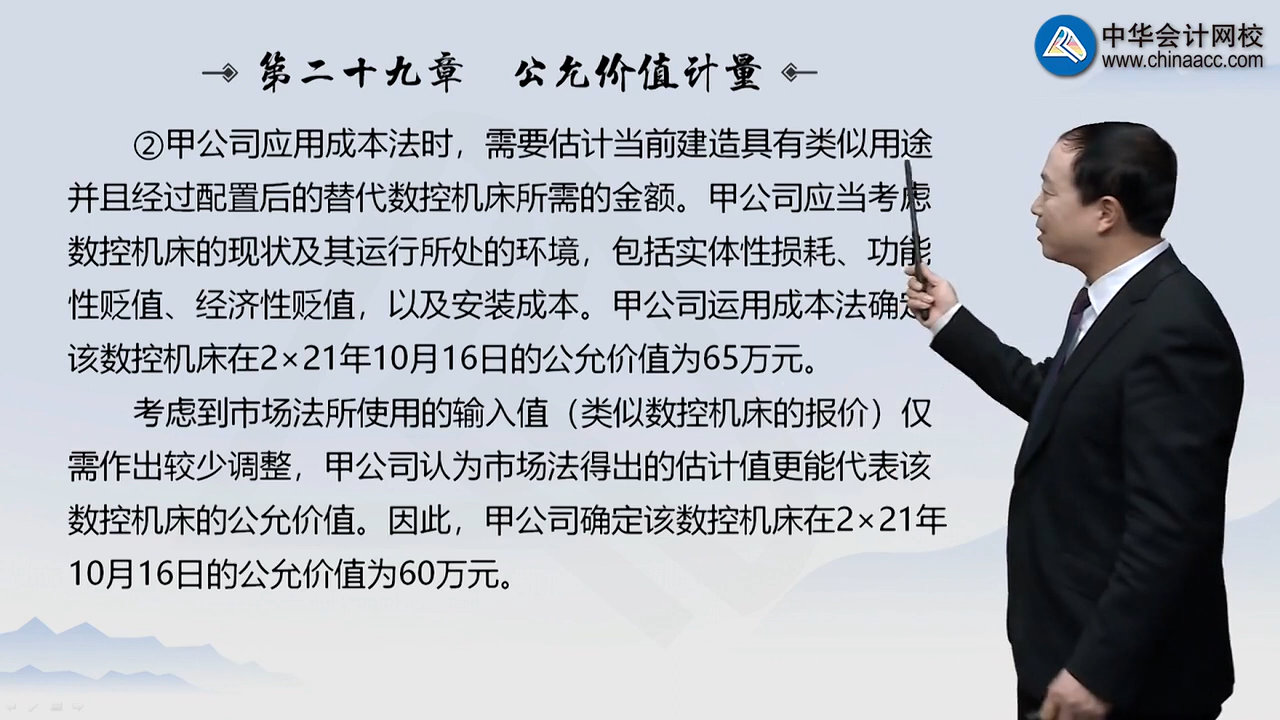 中华会计网校
www.chinaacc.com
第二十九章 公允价值计量
②甲公司应用成本法时，需要估计当前建造具有类似用途
并且经过配置后的替代数控机床所需的金额。甲公司应当考虑
数控机床的现状及其运行所处的环境，包括实体性损耗、功能
性贬值、经济性贬值，以及安装成本。甲公司运用成本法确定
该数控机床在2×21年10月16日的公允价值为65万元。
考虑到市场法所使用的输入值（类似数控机床的报价）仅
需作出较少调整，甲公司认为市场法得出的估计值更能代表该
数控机床的公允价值。因此，甲公司确定该数控机床在2×21年
10月16日的公允价值为60万元。